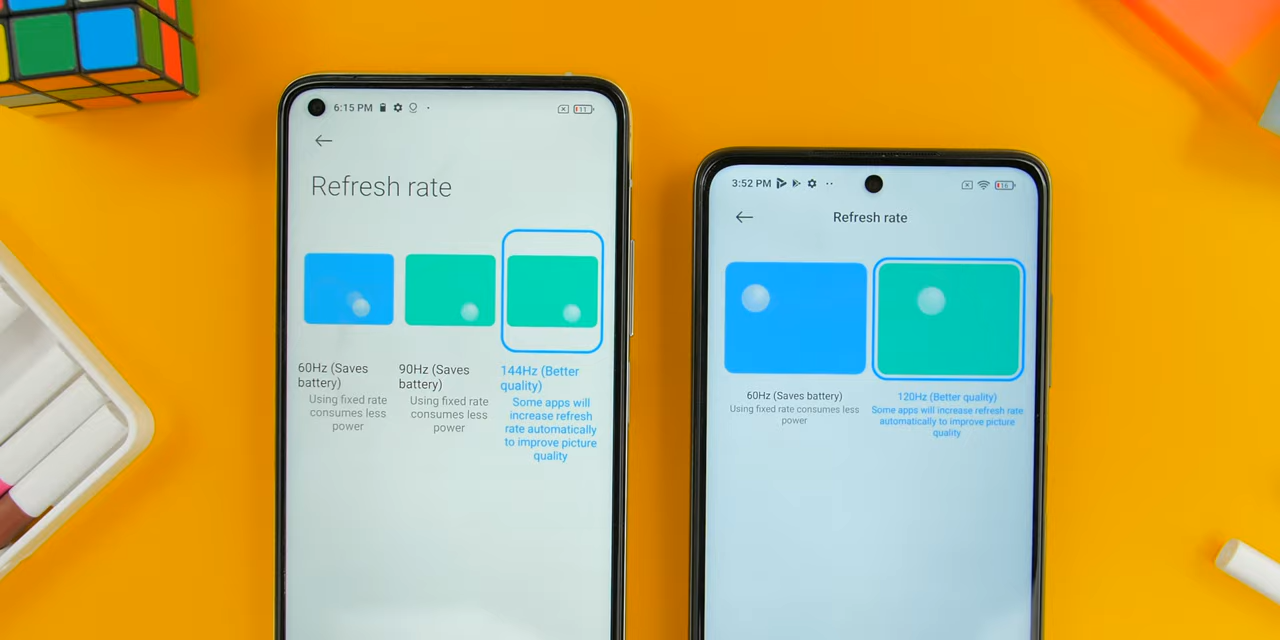 6:15 PM
11
Refresh rate
60Hz (Saves
battery)
Using fixed rate
consumes less
power
90Hz (Saves
battery)
Using fixed rate
consumes less
power
144Hz (Better
quality)
Some apps will
increase refresh
rate automatically
to improve picture
quality
3:52 PM
16
Refresh rate
60Hz (Saves battery)
Using fixed rate consumes less
power
120Hz (Better quality)
Some apps will increase refresh rate
automatically to improve picture
quality